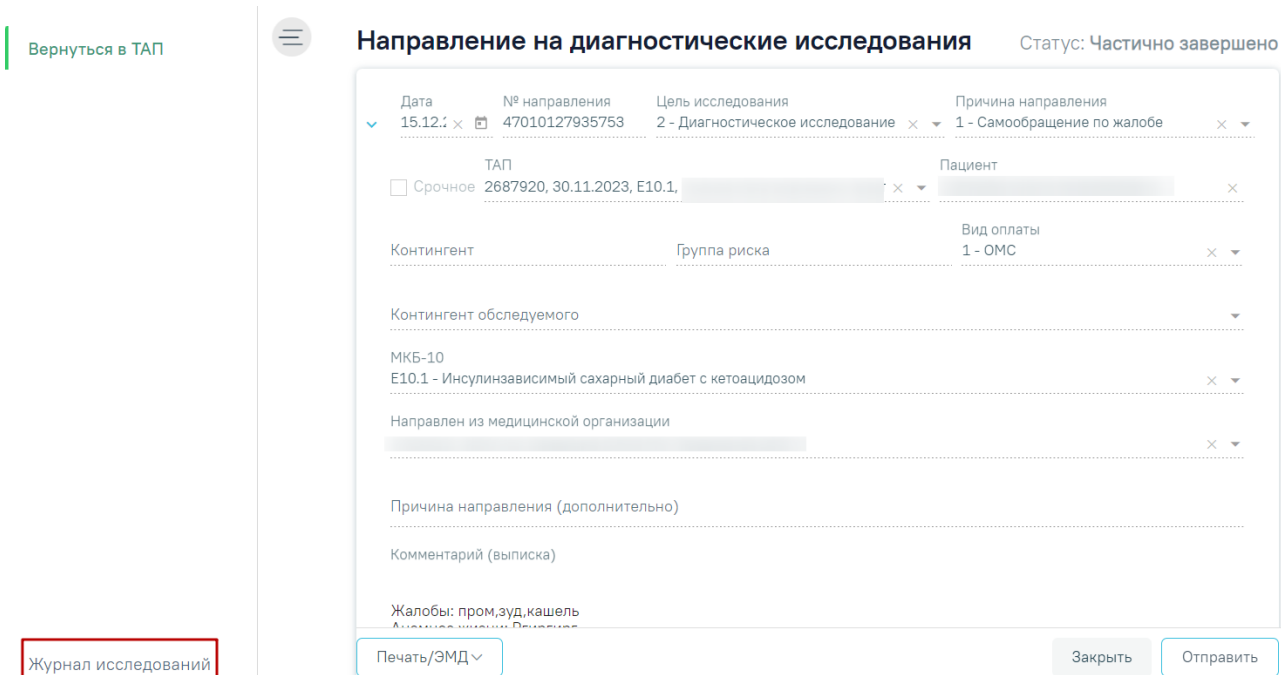 Вернуться в ТАП
Направление на диагностические исследования
Статус: Частично завершено
Дата
№ направления
Цель исследования
Причина направления
15.12.
47010127935753
2 - Диагностическое исследование
1 - Самообращение по жалобе
ТАП
Пациент
Срочное
2687920, 30.11.2023, E10.1,
Вид оплаты
Контингент
Группа риска
1 - ОМС
Контингент обследуемого
МКБ-10
E10.1 - Инсулинзависимый сахарный диабет с кетоацидозом
Направлен из медицинской организации
Причина направления (дополнительно)
Комментарий (выписка)
Жалобы: пром,зуд,кашель
Журнал исследований
Печать/ЭМД
Закрыть
Отправить